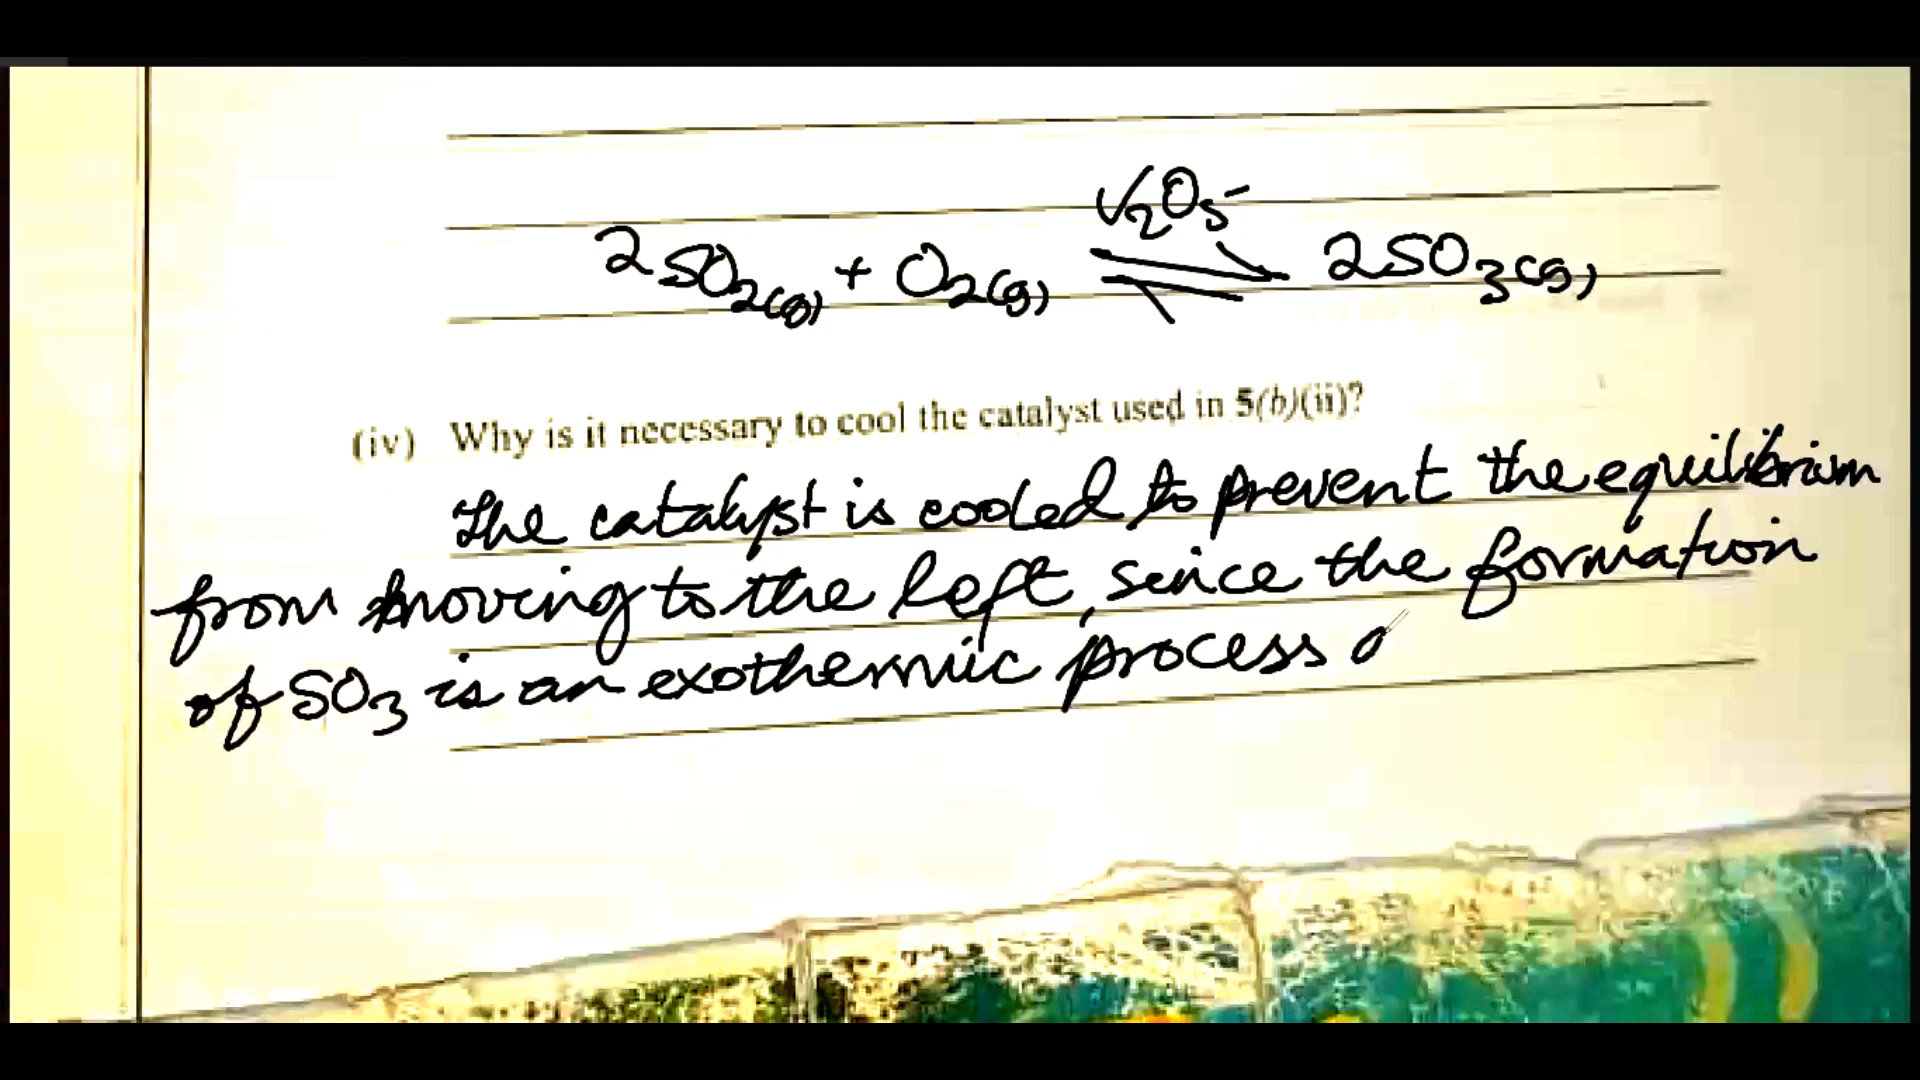 V₂O₅
2SO₂(g) + O₂(g) ⇌ 2SO₃(g)
(iv) Why is it necessary to cool the catalyst used in 5(b)(ii)?
The catalyst is cooled to prevent the equilibrium
from moving to the left, since the formation
of SO₃ is an exothermic process